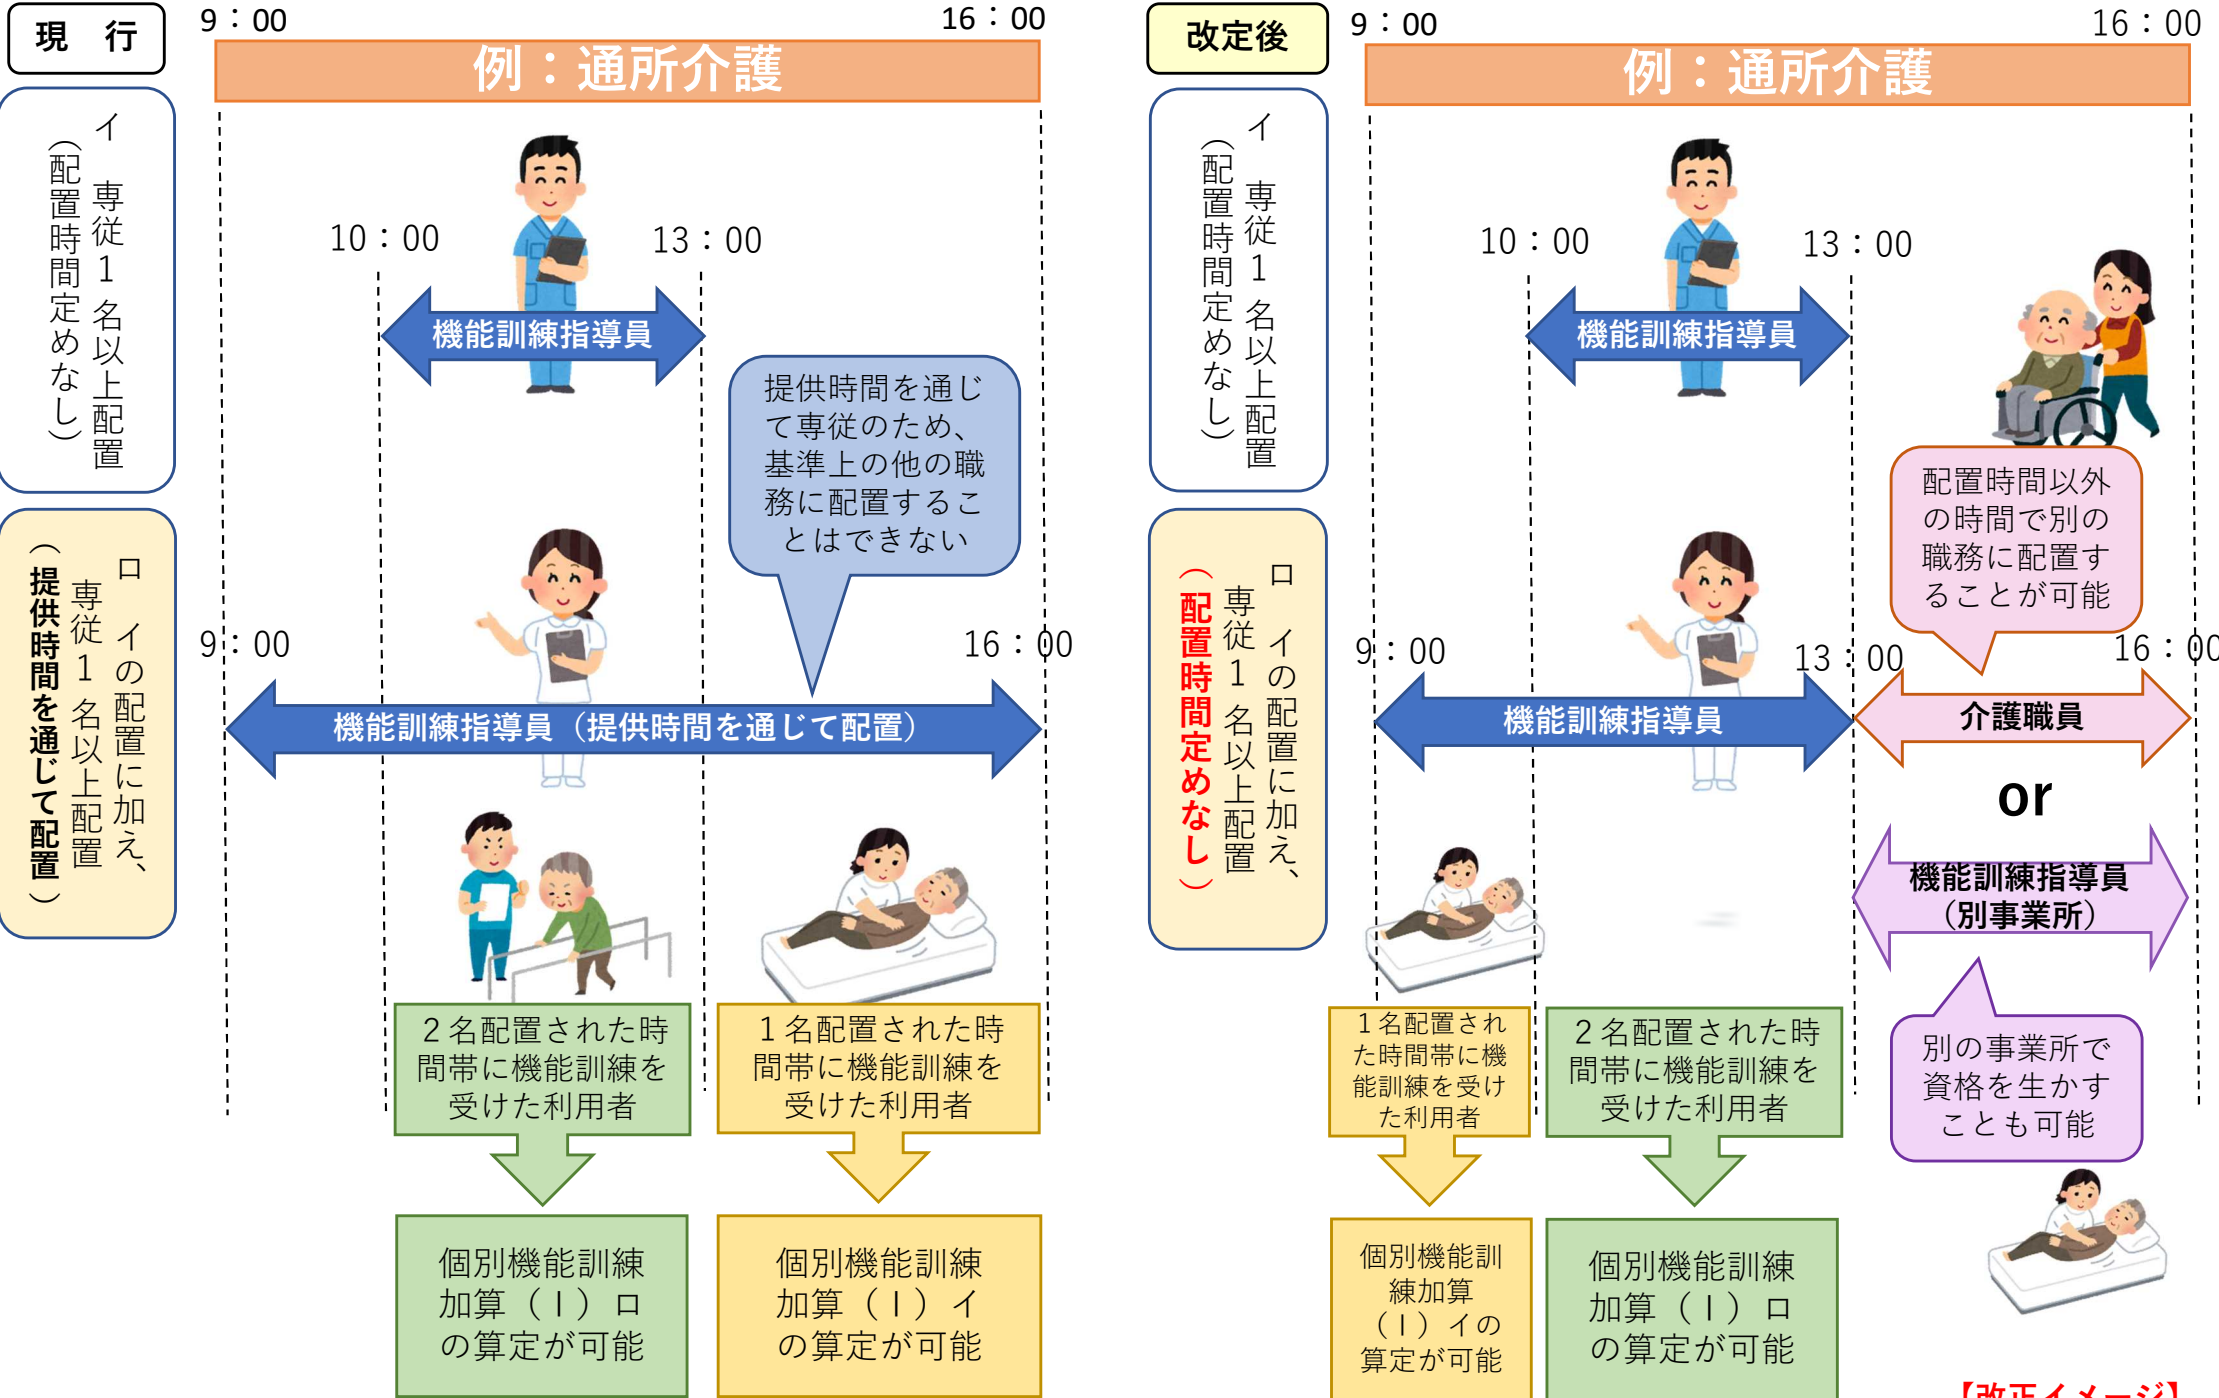 現　行
9：00
16：00
例：通所介護
イ　専従１名以上配置
（配置時間定めなし）
10：00
13：00
機能訓練指導員
提供時間を通じ
て専従のため、
基準上の他の職
務に配置するこ
とはできない
ロ　イの配置に加え、
専従１名以上配置
（提供時間を通じて配置）
9：00
16：00
機能訓練指導員（提供時間を通じて配置）
２名配置された時
間帯に機能訓練を
受けた利用者
１名配置された時
間帯に機能訓練を
受けた利用者
個別機能訓練
加算（Ⅰ）ロ
の算定が可能
個別機能訓練
加算（Ⅰ）イ
の算定が可能
改定後
9：00
16：00
例：通所介護
イ　専従１名以上配置
（配置時間定めなし）
10：00
13：00
機能訓練指導員
配置時間以外
の時間で別の
職務に配置す
ることが可能
ロ　イの配置に加え、
専従１名以上配置
（配置時間定めなし）
9：00
13：00
16：00
機能訓練指導員
介護職員
or
機能訓練指導員
（別事業所）
別の事業所で
資格を生かす
ことも可能
１名配置され
た時間帯に機
能訓練を受け
た利用者
２名配置された時
間帯に機能訓練を
受けた利用者
個別機能訓
練加算
（Ⅰ）イの
算定が可能
個別機能訓練
加算（Ⅰ）ロ
の算定が可能
【改正イメージ】